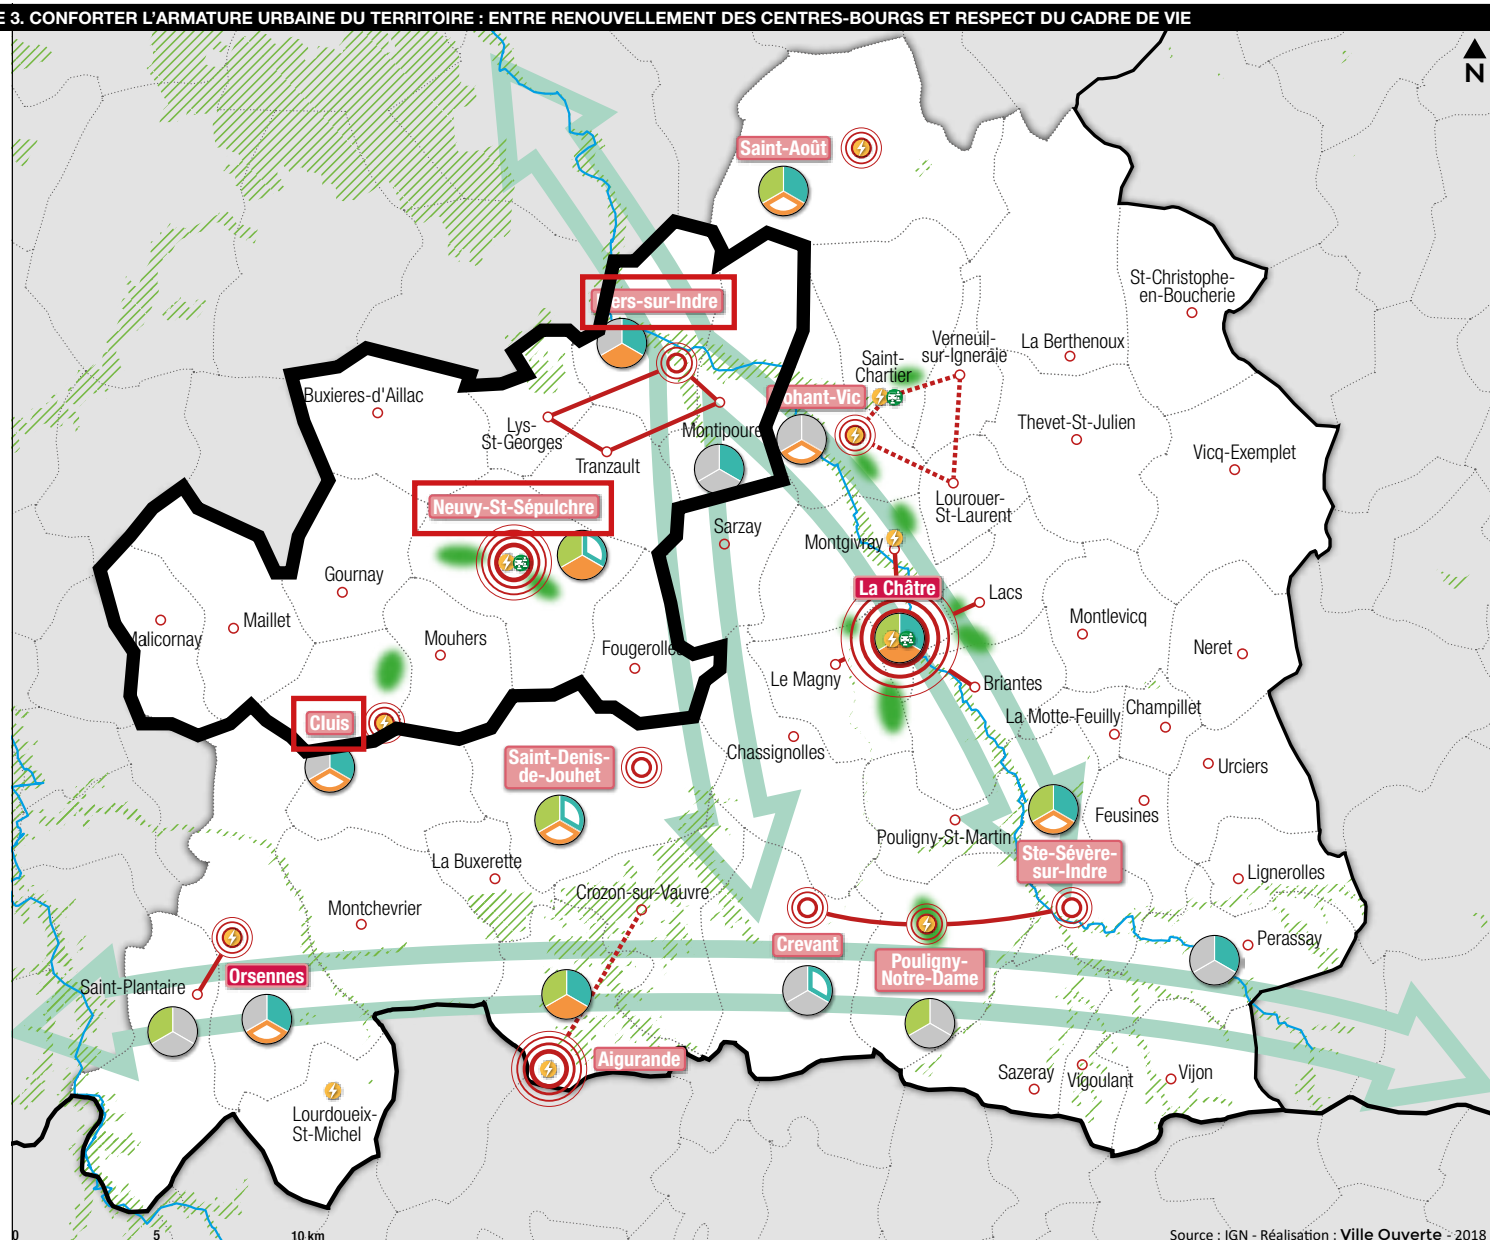 E 3. CONFORTER L'ARMATURE URBAINE DU TERRITOIRE : ENTRE RENOUVELLEMENT DES CENTRES-BOURGS ET RESPECT DU CADRE DE VIE
N
Saint-Août
St-Christophe-
en-Boucherie
ers-sur-Indre
Verneuil-
sur-Igneraie
La Berthenoux
Saint-
Chartier
Buxieres-d'Aillac
ohant-Vic
Lys-
St-Georges
Montipoure
Thevet-St-Julien
Tranzault
Vicq-Exemplet
Neuvy-St-Sépulchre
Lourouer-
St-Laurent
Sarzay
Montgivray
Gournay
La Châtre
Lacs
Maillet
Malicornay
Mouhers
Montlevicq
Fougerolle
Neret
Le Magny
Briantes
Cluis
La Motte-Feuilly
Champillet
Chassignolles
Saint-Denis-
de-Jouhet
Urciers
Feusines
Pouligny-St-Martin
La Buxerette
Ste-Sévère-
sur-Indre
Lignerolles
Crozon-sur-Vauvre
Montchevrier
Crevant
Perassay
Pouligny-
Notre-Dame
Orsennes
Saint-Plantaire
Aigurande
Sazeray
Vigoulant
Vijon
Lourdoueix-
St-Michel
0 5 10 km
Source : IGN - Réalisation : Ville Ouverte - 2018